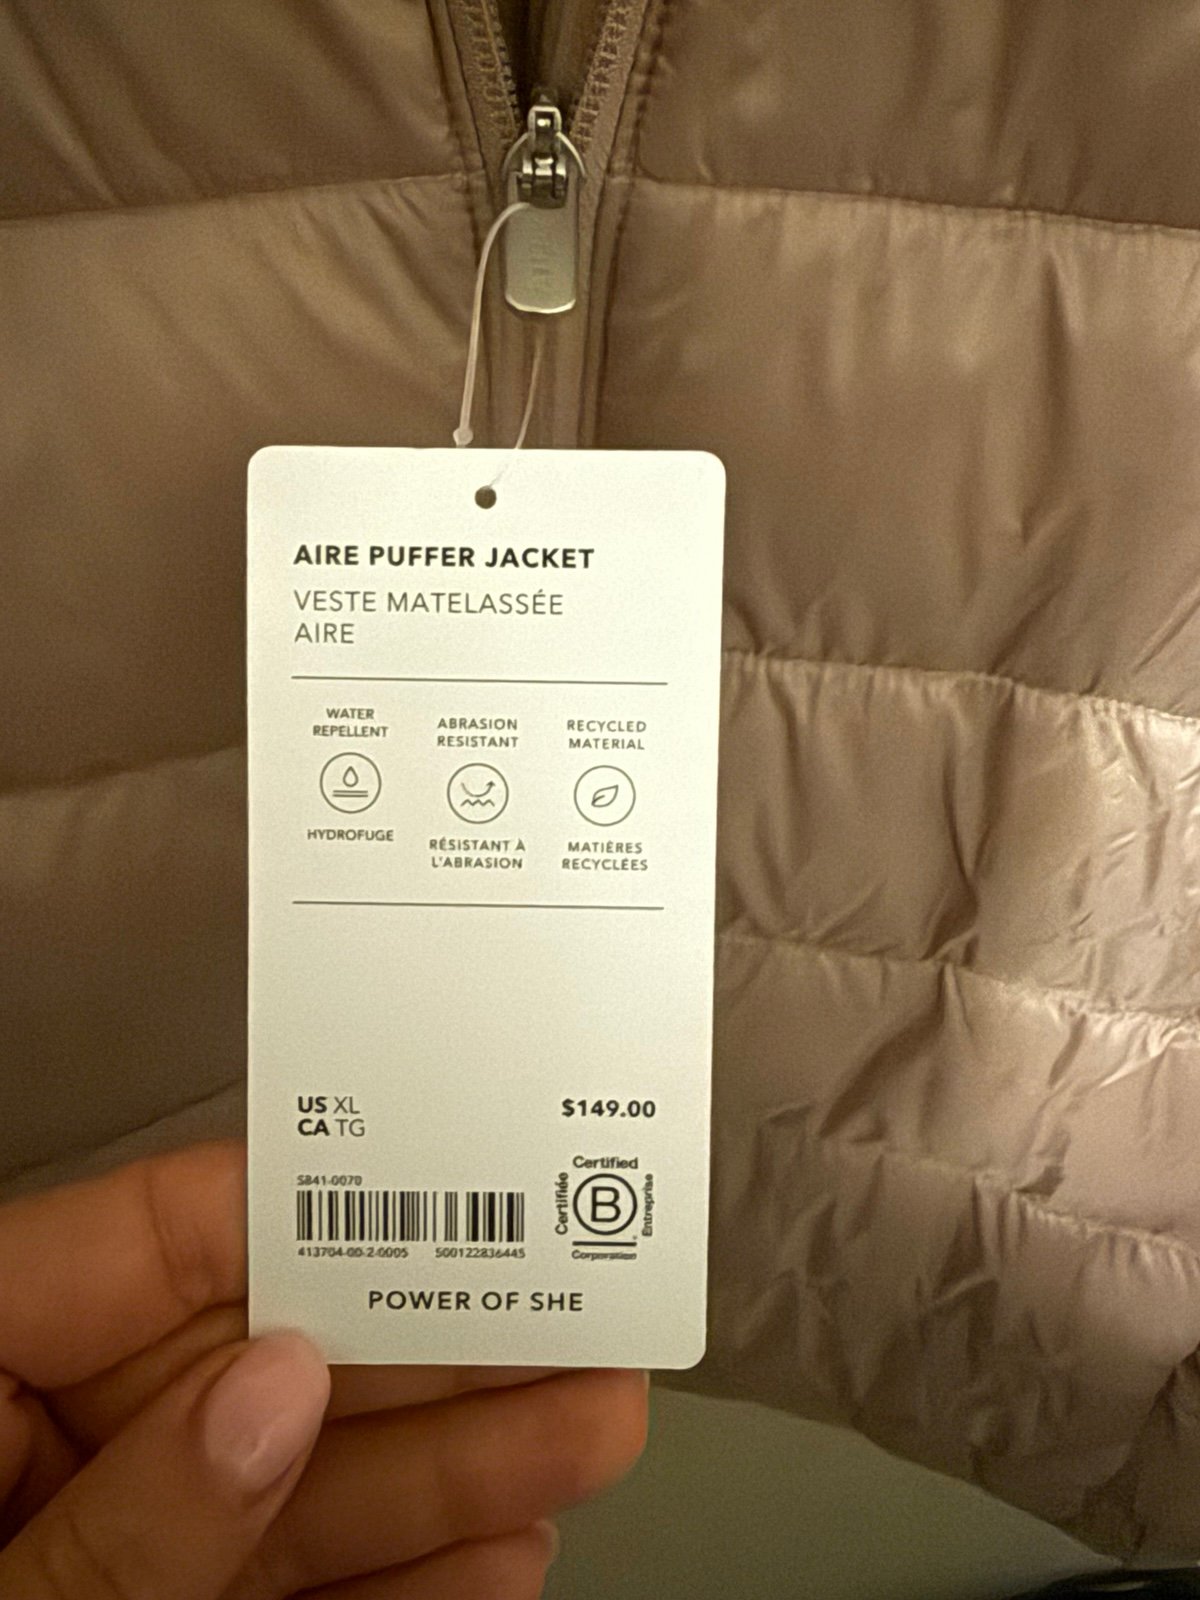 AIRE PUFFER JACKET
VESTE MATELASSÉE
AIRE
WATER
REPELLENT
HYDROFUGE
ABRASION
RESISTANT
RÉSISTANT À
L'ABRASION
RECYCLED
MATERIAL
MATIÈRES
RECYCLÉES
US XL
CA TG
$149.00
SB41-0070
413704-00-2-0005 500122836445
Certified
Certifiée
B
Entreprise
Corporation
POWER OF SHE